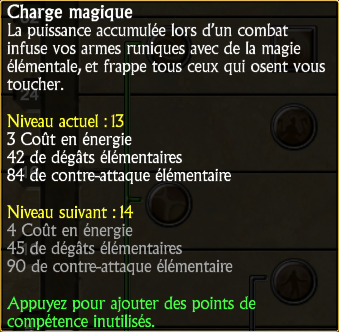 Charge magique
La puissance accumulée lors d'un combat
infuse vos armes runiques avec de la magie
élémentale, et frappe tous ceux qui osent vous
toucher.
Niveau actuel : 13
3 Coût en énergie
42 de dégâts élémentaires
84 de contre-attaque élémentaire
Niveau suivant : 14
4 Coût en énergie
45 de dégâts élémentaires
90 de contre-attaque élémentaire
Appuyez pour ajouter des points de
compétence inutilisés.